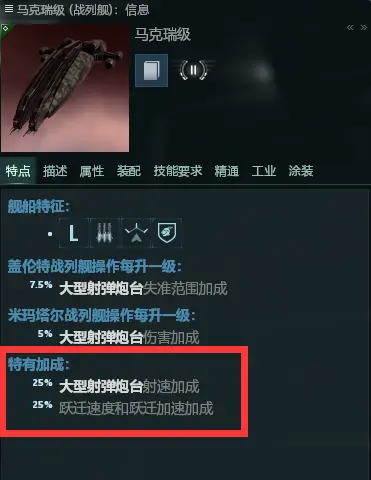 马克瑞级 (战列舰)：信息
马克瑞级
特点 描述 属性 装配 技能要求 精通 工业 涂装
舰船特征：
L
盖伦特战列舰操作每升一级：
7.5% 大型射弹炮台失准范围加成
米玛塔尔战列舰操作每升一级：
5% 大型射弹炮台伤害加成
特有加成：
25% 大型射弹炮台射速加成
25% 跃迁速度和跃迁加速加成